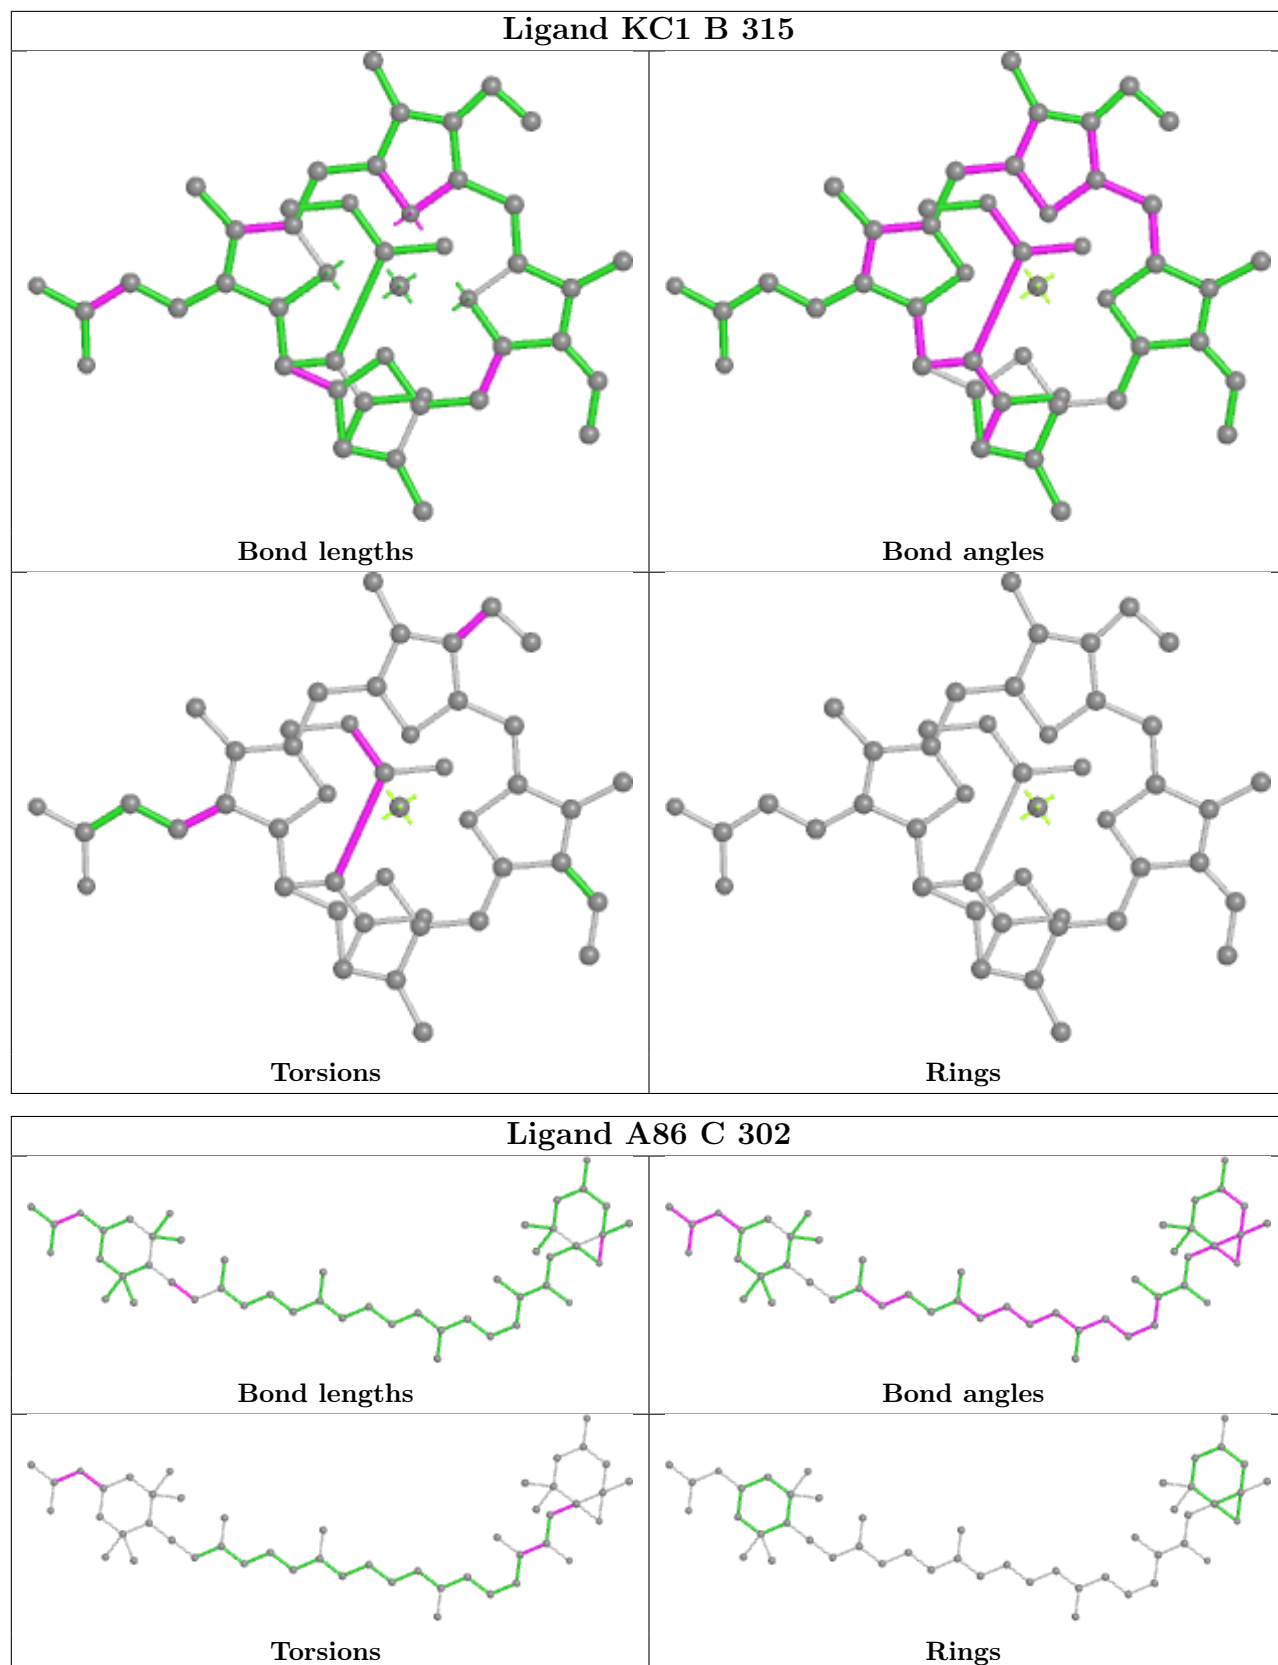 Ligand KC1 B 315
Bond lengths
Bond angles
Torsions
Rings
Ligand A86 C 302
Bond lengths
Bond angles
Torsions
Rings